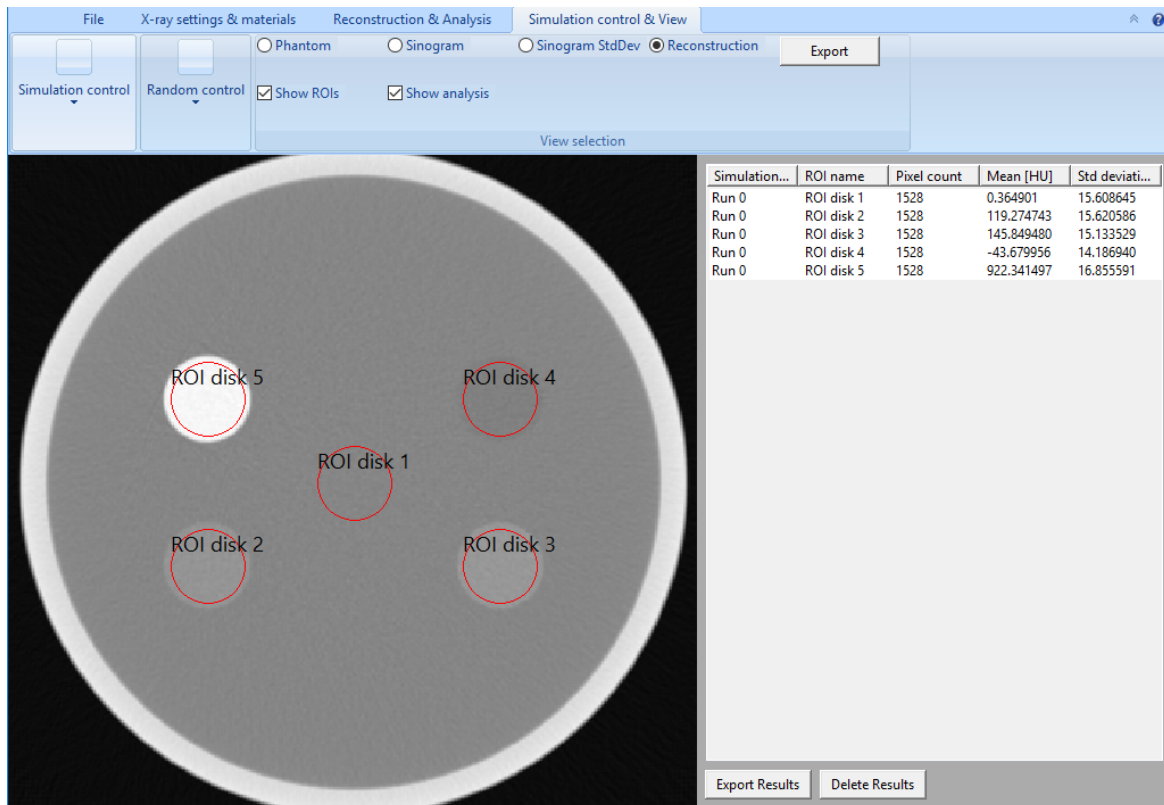 File X-ray settings & materials Reconstruction & Analysis Simulation control & View
Phantom Sinogram Sinogram StdDev Reconstruction Export
Simulation control Random control Show ROIs Show analysis
View selection
Simulation... ROI name Pixel count Mean [HU] Std deviati...
Run 0 ROI disk 1 1528 0.364901 15.608645
Run 0 ROI disk 2 1528 119.274743 15.620586
Run 0 ROI disk 3 1528 145.849480 15.133529
Run 0 ROI disk 4 1528 -43.679956 14.186940
Run 0 ROI disk 5 1528 922.341497 16.855591
ROI disk 5 ROI disk 4
ROI disk 1
ROI disk 2 ROI disk 3
Export Results Delete Results